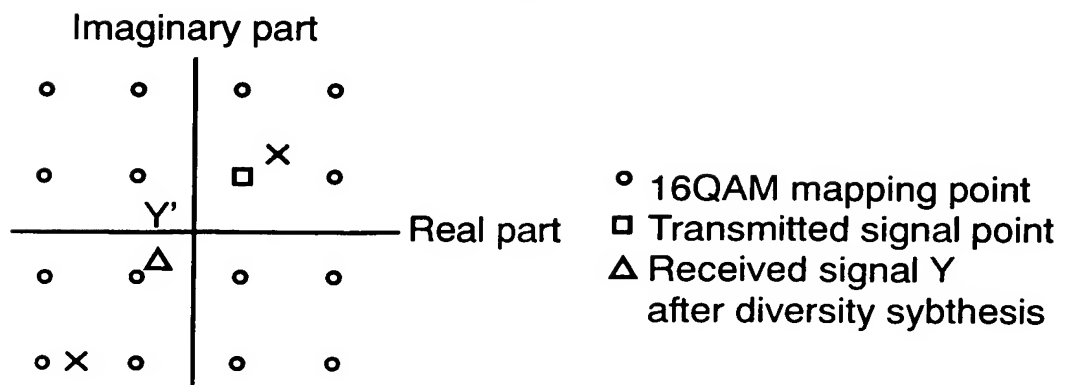 Imaginary part
Y'
Real part
16QAM mapping point
Transmitted signal point
Received signal Y
after diversity sybthesis